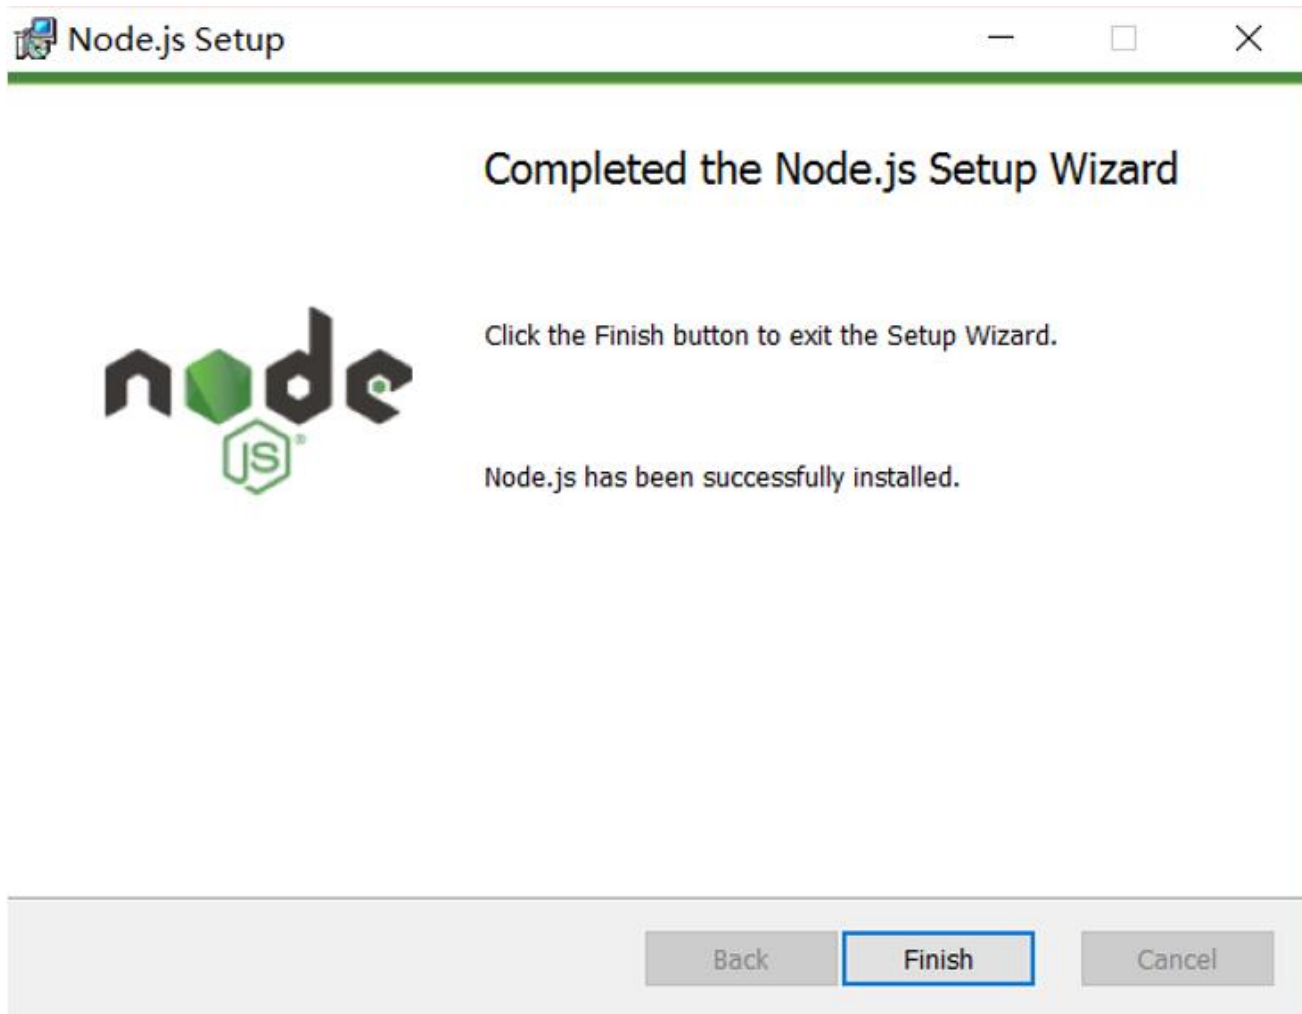 Node.js Setup
Completed the Node.js Setup Wizard
Click the Finish button to exit the Setup Wizard.
node
JS®
Node.js has been successfully installed.
Back
Finish
Cancel